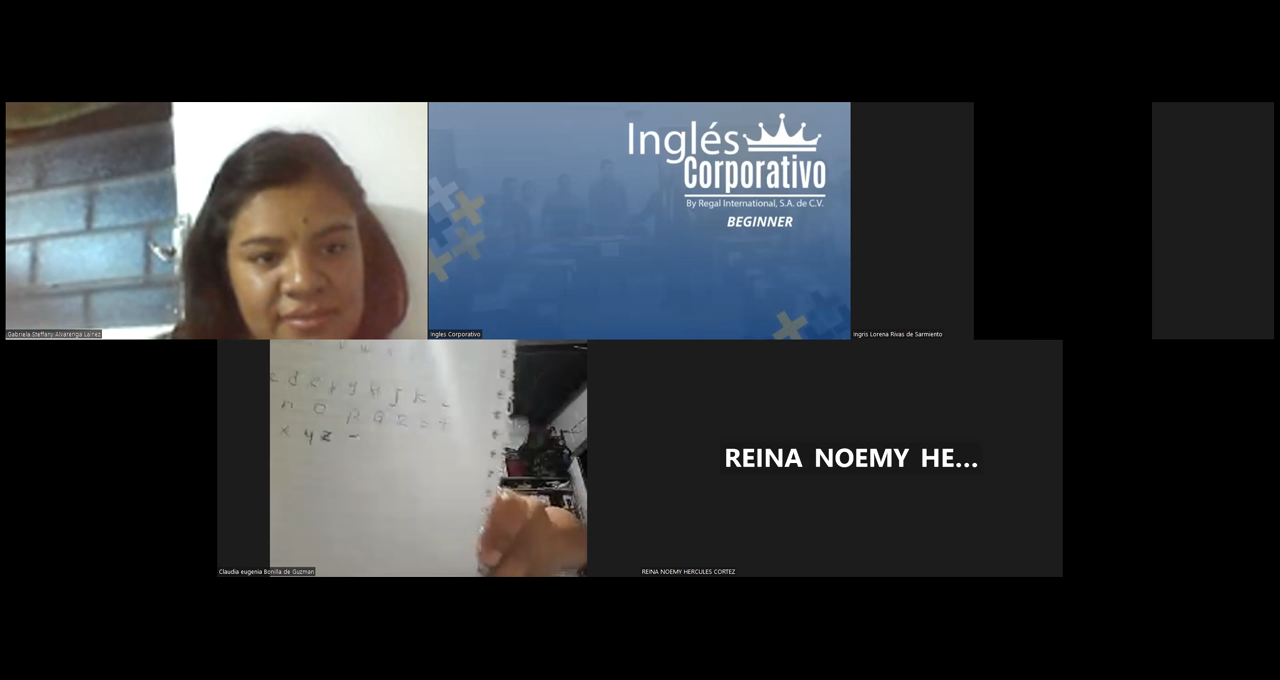 Inglés
Corporativo
By Regal International, S.A. de C.V.
BEGINNER
Gabriela Steffany Alvarenga Lainez
Ingles Corporativo
Ingris Lorena Rivas de Sarmiento
d e f g h J K
n O p Q R s t
x y z -
Claudia eugenia Bonilla de Guzman
REINA NOEMY HE...
REINA NOEMY HERCULES CORTEZ